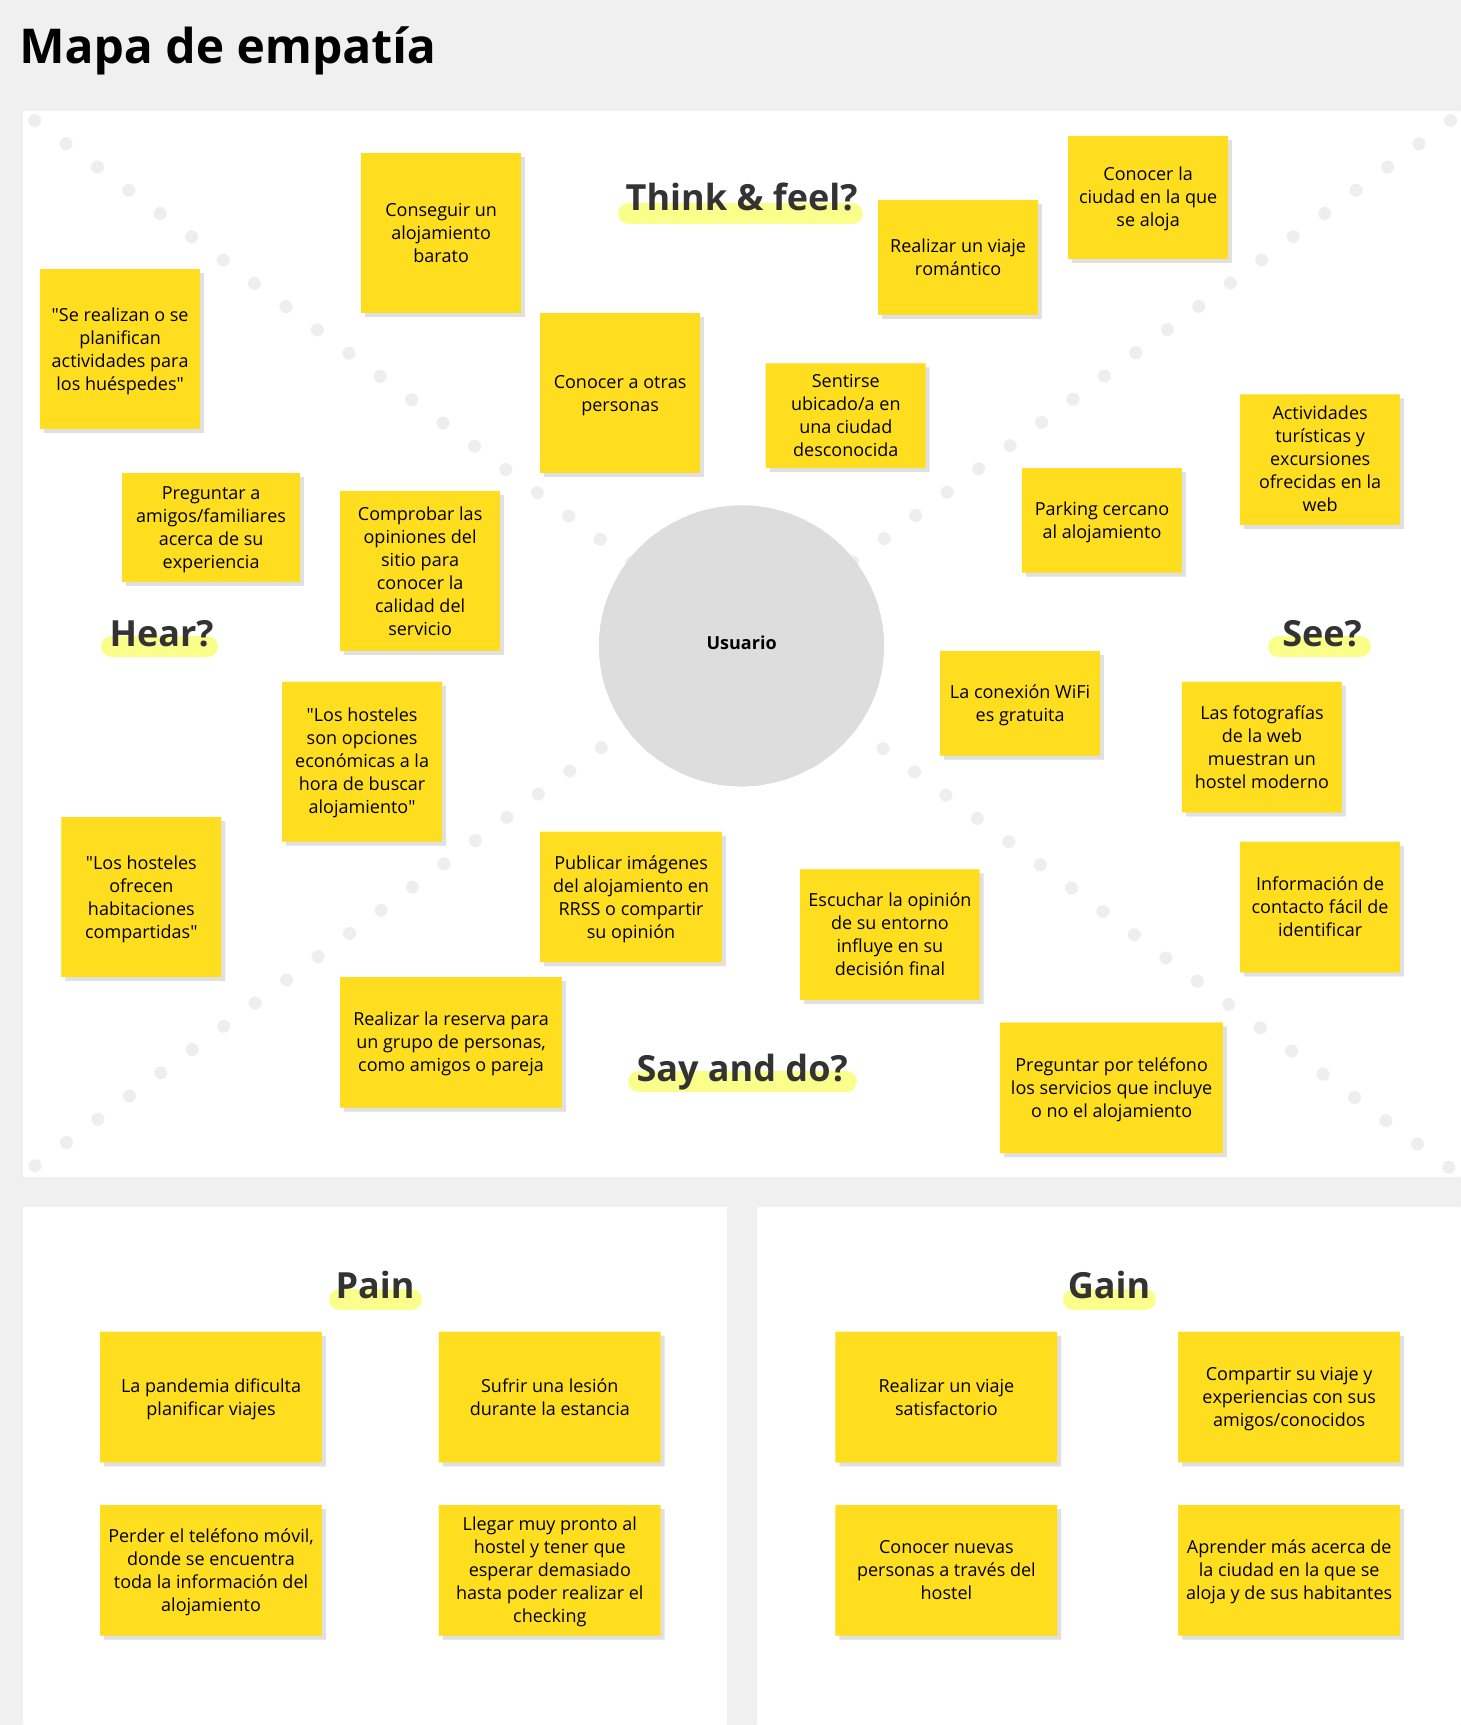 Mapa de empatía
Think & feel?
Conseguir un
alojamiento
barato
Conocer a otras
personas
Realizar un viaje
romántico
Conocer la
ciudad en la que
se aloja
Sentirse
ubicado/a en
una ciudad
desconocida
"Se realizan o se
planifican
actividades para
los huéspedes"
Preguntar a
amigos/familiares
acerca de su
experiencia
Comprobar las
opiniones del
sitio para
conocer la
calidad del
servicio
Hear?
"Los hosteles
son opciones
económicas a la
hora de buscar
alojamiento"
"Los hosteles
ofrecen
habitaciones
compartidas"
Usuario
Actividades
turísticas y
excursiones
ofrecidas en la
web
Parking cercano
al alojamiento
See?
La conexión WiFi
es gratuita
Las fotografías
de la web
muestran un
hostel moderno
Información de
contacto fácil de
identificar
Publicar imágenes
del alojamiento en
RRSS o compartir
su opinión
Escuchar la opinión
de su entorno
influye en su
decisión final
Realizar la reserva para
un grupo de personas,
como amigos o pareja
Say and do?
Preguntar por teléfono
los servicios que incluye
o no el alojamiento
Pain
La pandemia dificulta
planificar viajes
Sufrir una lesión
durante la estancia
Perder el teléfono móvil,
donde se encuentra
toda la información del
alojamiento
Llegar muy pronto al
hostel y tener que
esperar demasiado
hasta poder realizar el
checking
Gain
Realizar un viaje
satisfactorio
Compartir su viaje y
experiencias con sus
amigos/conocidos
Conocer nuevas
personas a través del
hostel
Aprender más acerca de
la ciudad en la que se
aloja y de sus habitantes